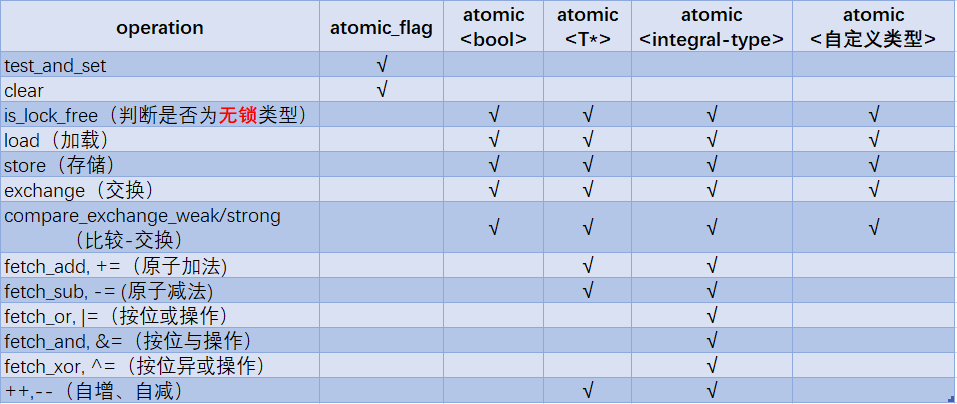 operation atomic_flag atomic <bool> atomic <T*> atomic <integral-type> atomic <自定义类型>
test_and_set √
clear √
is_lock_free（判断是否为无锁类型） √ √ √ √
load（加载） √ √ √ √
store（存储） √ √ √ √
exchange（交换） √ √ √ √
compare_exchange_weak/strong
（比较-交换） √ √ √ √
fetch_add, +=（原子加法) √ √
fetch_sub, -= (原子减法） √ √
fetch_or, |=（按位或操作） √
fetch_and, &=（按位与操作） √
fetch_xor, ^=（按位异或操作） √
++,--（自增、自减） √ √